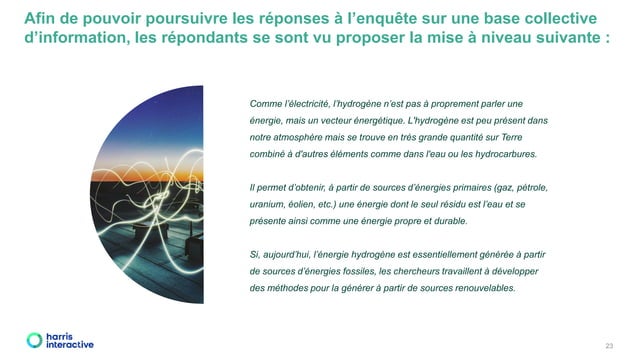 Afin de pouvoir poursuivre les réponses à l’enquête sur une base collective
d’information, les répondants se sont vu proposer la mise à niveau suivante :
Comme l’électricité, l’hydrogène n’est pas à proprement parler une
énergie, mais un vecteur énergétique. L'hydrogène est peu présent dans
notre atmosphère mais se trouve en très grande quantité sur Terre
combiné à d'autres éléments comme dans l'eau ou les hydrocarbures.
Il permet d’obtenir, à partir de sources d’énergies primaires (gaz, pétrole,
uranium, éolien, etc.) une énergie dont le seul résidu est l’eau et se
présente ainsi comme une énergie propre et durable.
Si, aujourd’hui, l’énergie hydrogène est essentiellement générée à partir
de sources d’énergies fossiles, les chercheurs travaillent à développer
des méthodes pour la générer à partir de sources renouvelables.
harris
interactive
23